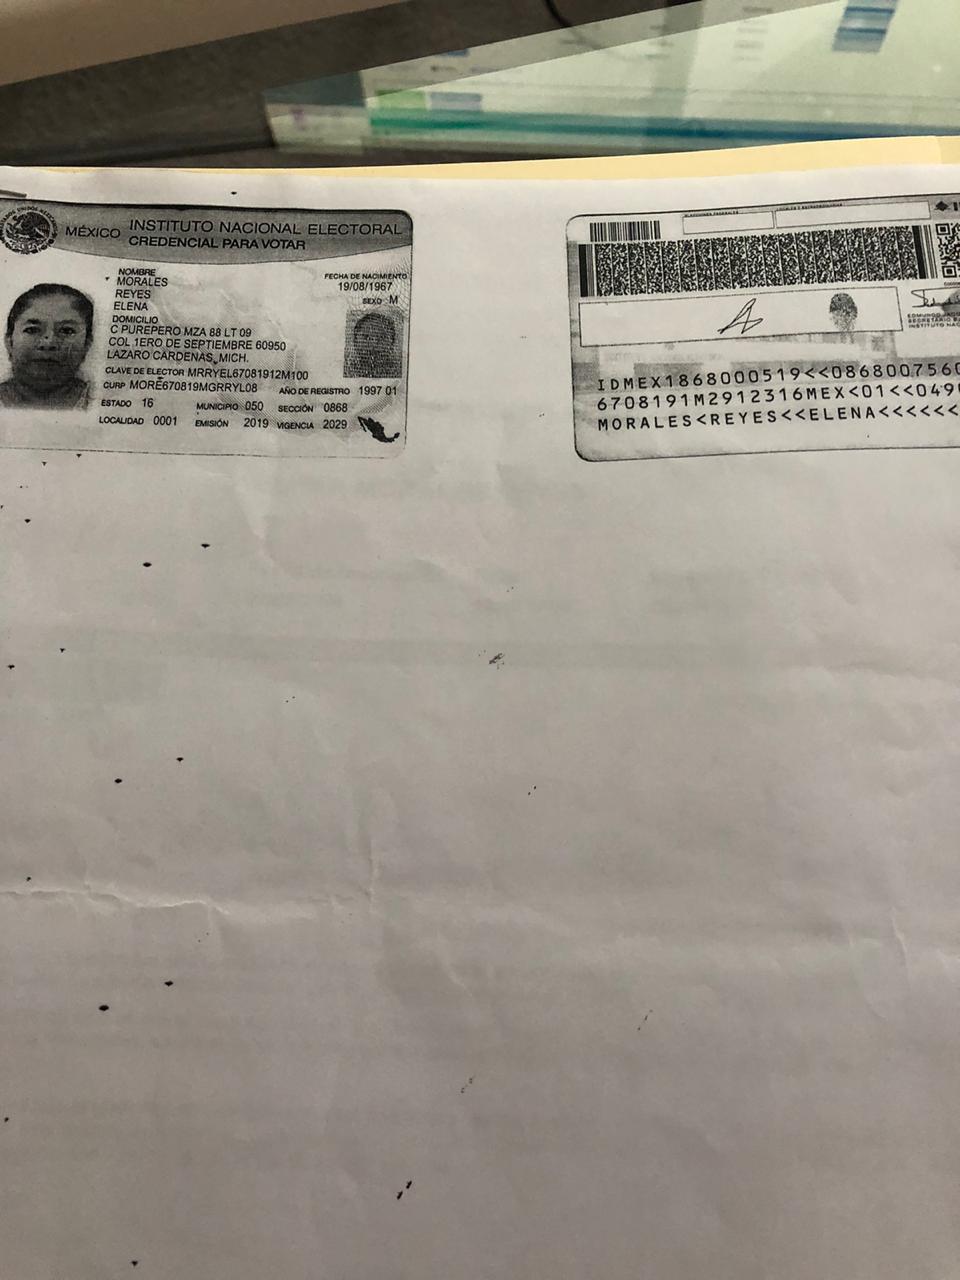 MÉXICO INSTITUTO NACIONAL ELECTORAL
CREDENCIAL PARA VOTAR
NOMBRE
MORALES
REYES
ELENA
FECHA DE NACIMIENTO
19/08/1967
SEXO M
DOMICILIO
C PUREPERO MZA 88 LT 09
COL 1ERO DE SEPTIEMBRE 60950
LAZARO CARDENAS, MICH.
CLAVE DE ELECTOR MRRYEL67081912M100
CURP MORE670819MGRRYL08 AÑO DE REGISTRO 1997 01
ESTADO 16 MUNICIPIO 050 SECCIÓN 0868
LOCALIDAD 0001 EMISIÓN 2019 VIGENCIA 2029
IDMEX1868000519<<0868007560
6708191M2912316MEX<01<<049
MORALES<REYES<<ELENA<<<<<<